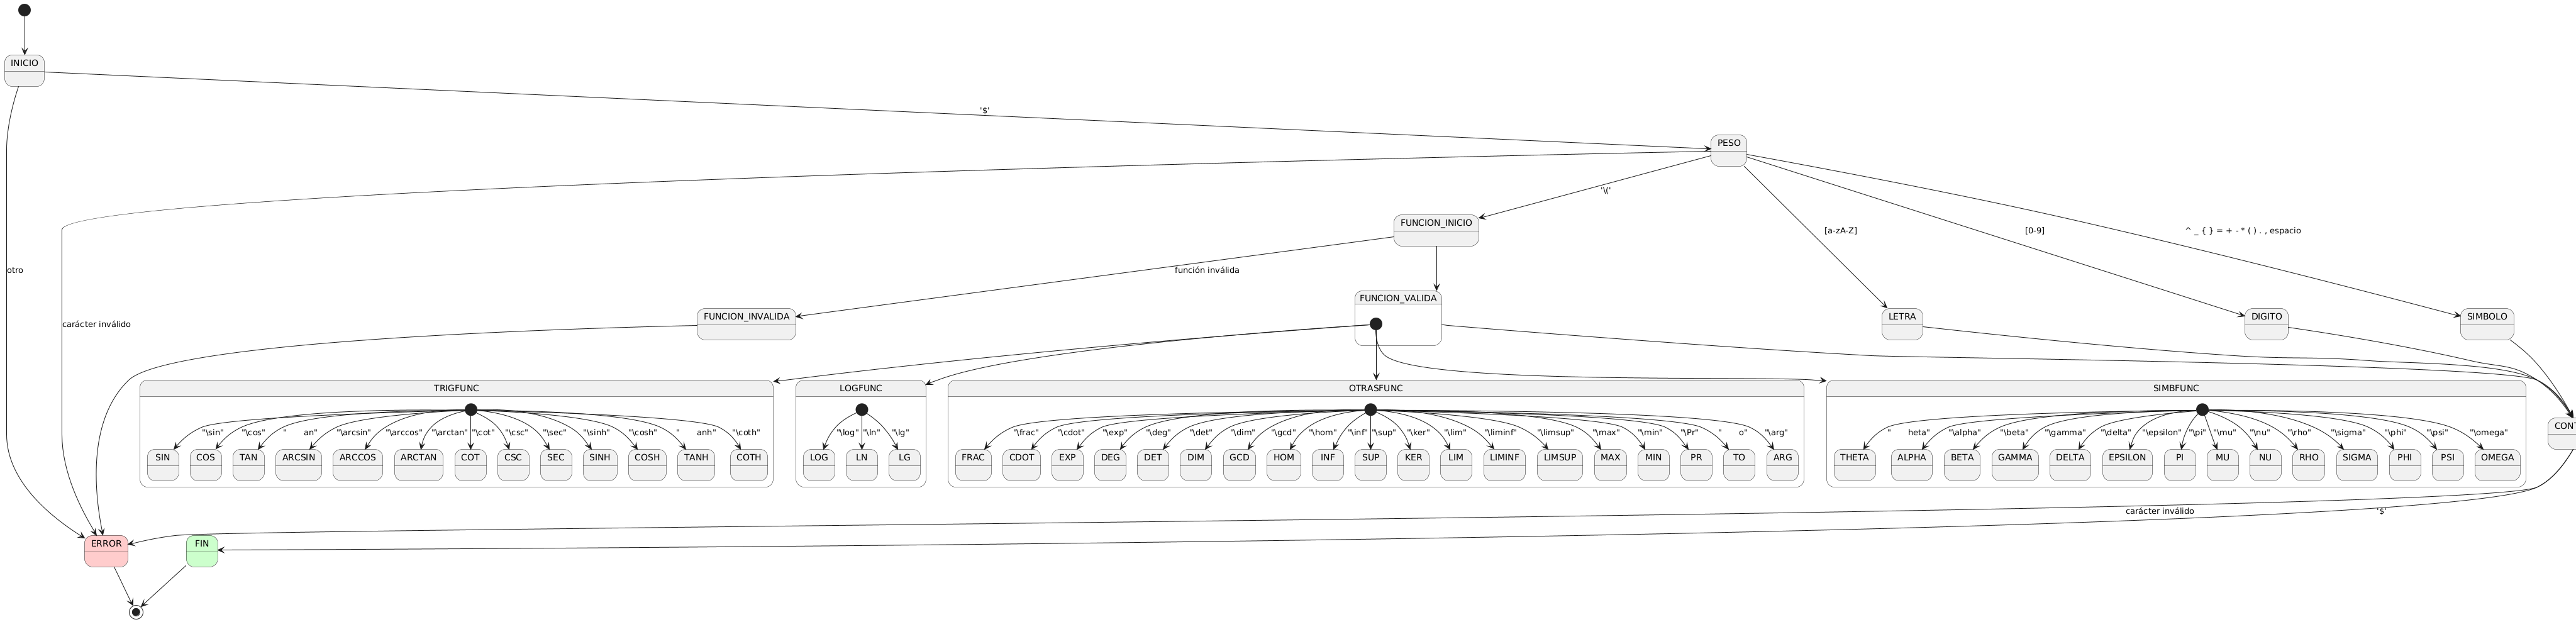 INICIO
'$'
PESO
'\('
FUNCION_INICIO
[a-zA-Z]
[0-9]
^ _ { } = + - * ( ) . , espacio
otro
función inválida
FUNCION_VALIDA
carácter inválido
FUNCION_INVALIDA
LETRA
DIGITO
SIMBOLO
TRIGFUNC
LOGFUNC
OTRASFUNC
SIMBFUNC
"\sin" "\cos" " an" "\arcsin" "\arccos" "\arctan" "\cot" "\csc" "\sec" "\sinh" "\cosh" " anh" "\coth"
SIN COS TAN ARCSIN ARCCOS ARCTAN COT CSC SEC SINH COSH TANH COTH
"\log" "\ln" "\lg"
LOG LN LG
"\frac" "\cdot" "\exp" "\deg" "\det" "\dim" "\gcd" "\hom" "\inf" "\sup" "\ker" "\lim" "\liminf" "\limsup" "\max" "\min" "\Pr" " o" "\arg"
FRAC CDOT EXP DEG DET DIM GCD HOM INF SUP KER LIM LIMINF LIMSUP MAX MIN PR TO ARG
" heta" "\alpha" "\beta" "\gamma" "\delta" "\epsilon" "\pi" "\mu" "\nu" "\rho" "\sigma" "\phi" "\psi" "\omega"
THETA ALPHA BETA GAMMA DELTA EPSILON PI MU NU RHO SIGMA PHI PSI OMEGA
CONT
carácter inválido
'$'
ERROR
FIN